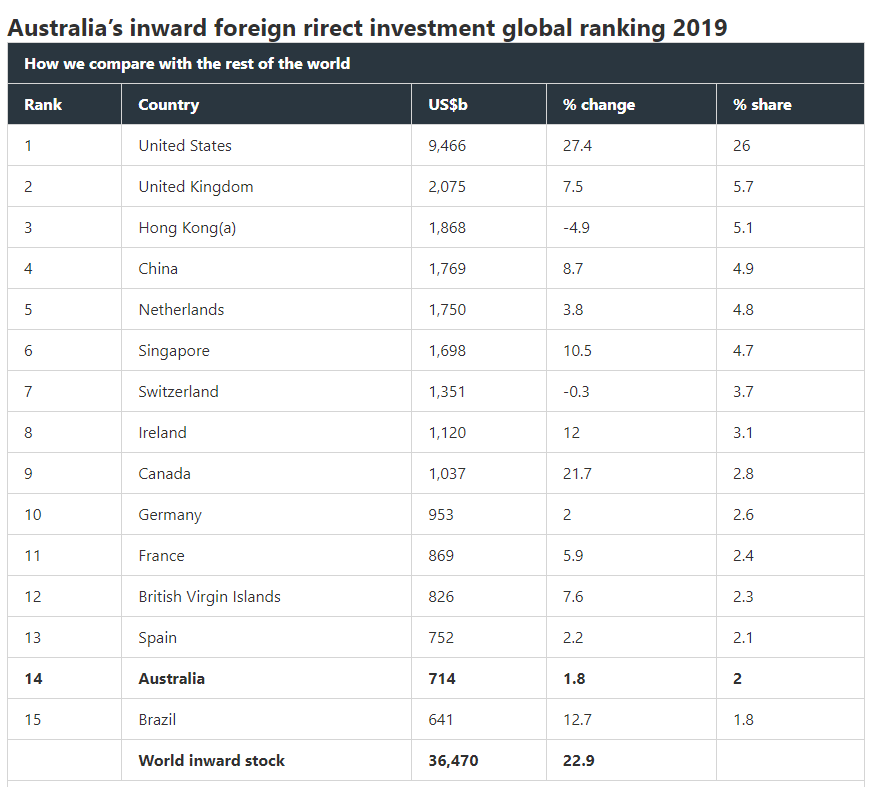 Australia’s inward foreign rirect investment global ranking 2019
How we compare with the rest of the world
Rank Country US$b % change % share
1 United States 9,466 27.4 26
2 United Kingdom 2,075 7.5 5.7
3 Hong Kong(a) 1,868 -4.9 5.1
4 China 1,769 8.7 4.9
5 Netherlands 1,750 3.8 4.8
6 Singapore 1,698 10.5 4.7
7 Switzerland 1,351 -0.3 3.7
8 Ireland 1,120 12 3.1
9 Canada 1,037 21.7 2.8
10 Germany 953 2 2.6
11 France 869 5.9 2.4
12 British Virgin Islands 826 7.6 2.3
13 Spain 752 2.2 2.1
14 Australia 714 1.8 2
15 Brazil 641 12.7 1.8
World inward stock 36,470 22.9